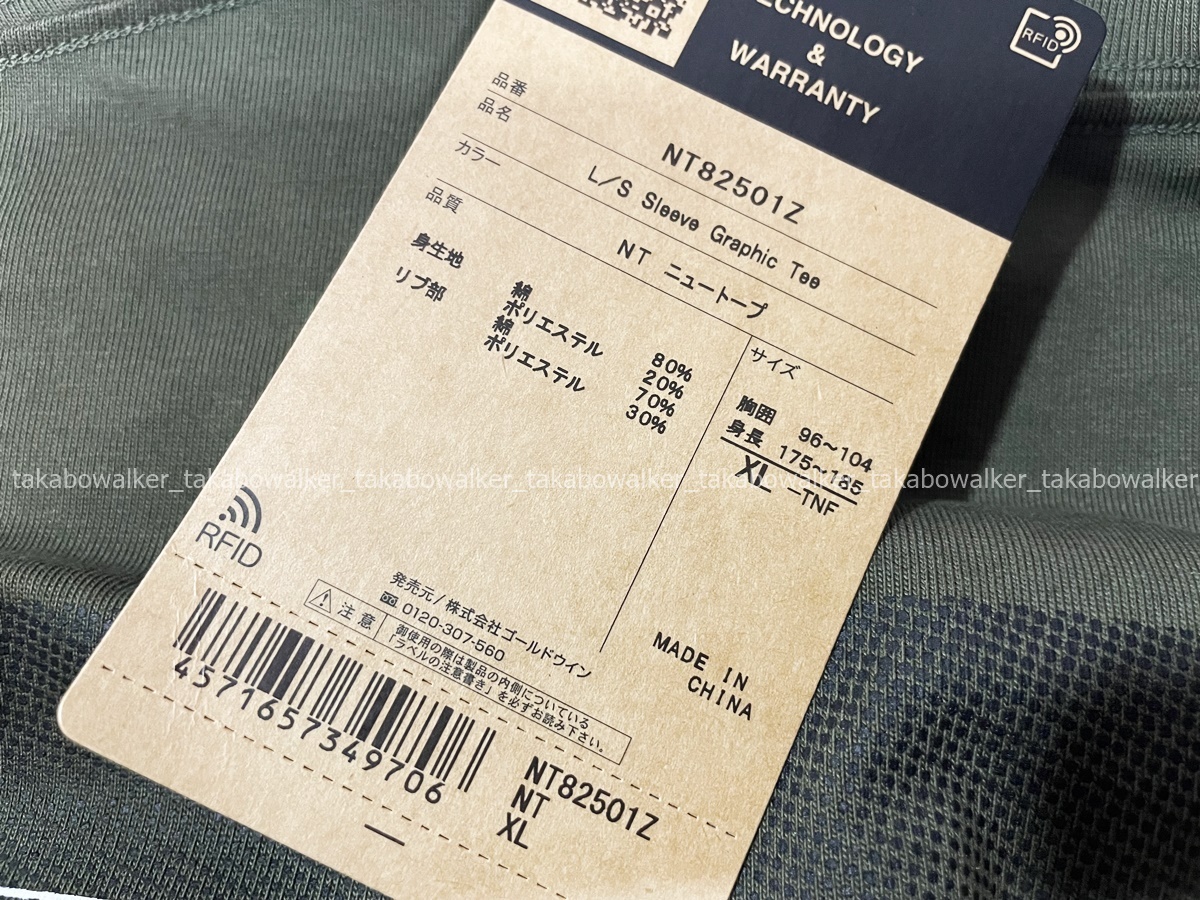 TECHNOLOGY
&
WARRANTY
RFID
品番
NT82501Z
品名
L/S Sleeve Graphic Tee
カラー
NT ニュートープ
品質
身生地 綿 80%
ポリエステル 20%
リブ部 綿 70%
ポリエステル 30%
サイズ
胸囲 96~104
身長 175~185
XL -TNF
takabowalker_takabowalker_takabowalker_takabowalker_takabowalker_takabowalker_takabowalker
RFID
発売元/株式会社ゴールドウイン
0120-307-560
注意
御使用の際は製品の内側についている
「ラベルの注意書き」を必ずお読み下さい。
MADE IN
CHINA
4571657349706
NT82501Z
NT
XL